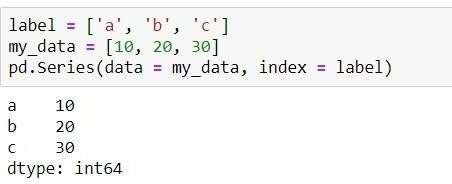 label = ['a', 'b', 'c']
my_data = [10, 20, 30]
pd.Series(data = my_data, index = label)
a    10
b    20
c    30
dtype: int64